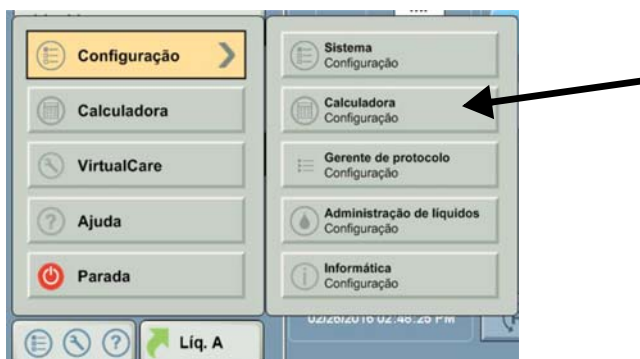 Configuração
Calculadora
VirtualCare
Ajuda
Parada
Sistema
Configuração
Calculadora
Configuração
Gerente de protocolo
Configuração
Administração de líquidos
Configuração
Informática
Configuração
02/26/2016 02:48:25 PM
Líq. A